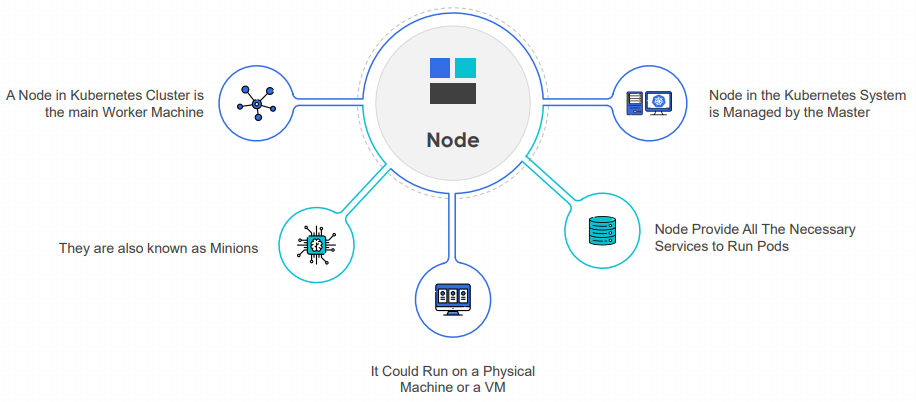 Node
A Node in Kubernetes Cluster is
the main Worker Machine
Node in the Kubernetes System
is Managed by the Master
They are also known as Minions
Node Provide All The Necessary
Services to Run Pods
It Could Run on a Physical
Machine or a VM